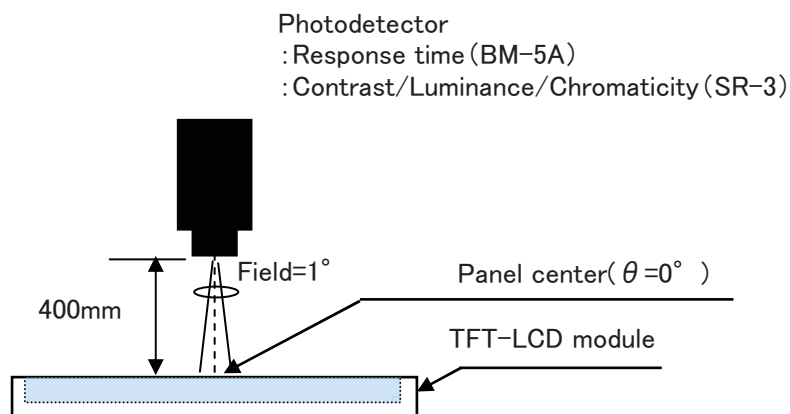 Photodetector
:Response time(BM-5A)
:Contrast/Luminance/Chromaticity(SR-3)
Field=1°
Panel center(θ=0° )
400mm
TFT-LCD module